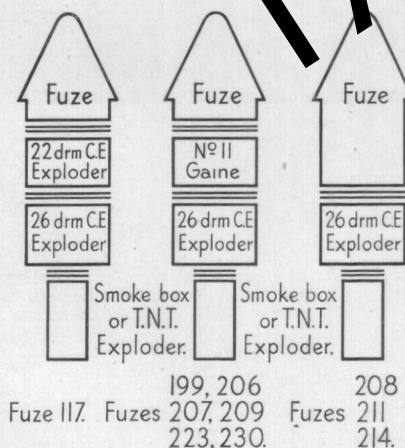 Fuze
22 drm C.E
Exploder
26 drm C.E
Exploder
Fuze
Nº 11
Gaine
26 drm C.E
Exploder
Fuze
26 drm C.E
Exploder
Smoke box
or T.N.T.
Exploder.
Smoke box
or T.N.T.
Exploder.
Fuze 117.
Fuzes
199, 206
207, 209
223, 230.
Fuzes
208
211
214.